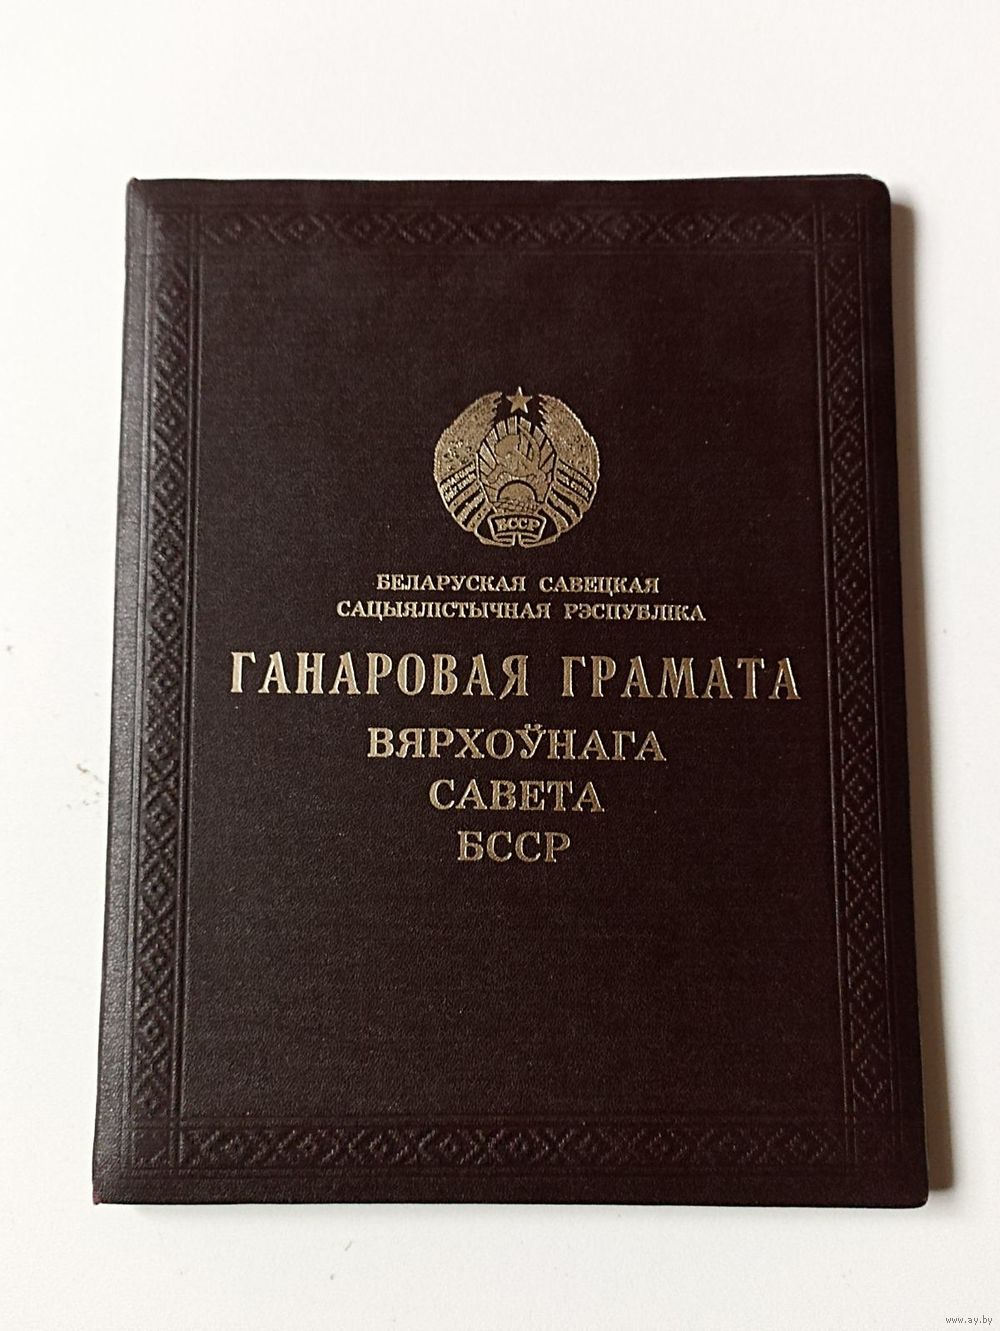 БССР
БЕЛАРУСКАЯ САВЕЦКАЯ
САЦЫЯЛІСТЫЧНАЯ РЭСПУБЛІКА
ГАНАРОВАЯ ГРАМАТА
ВЯРХОЎНАГА
САВЕТА
БССР
www.ay.by